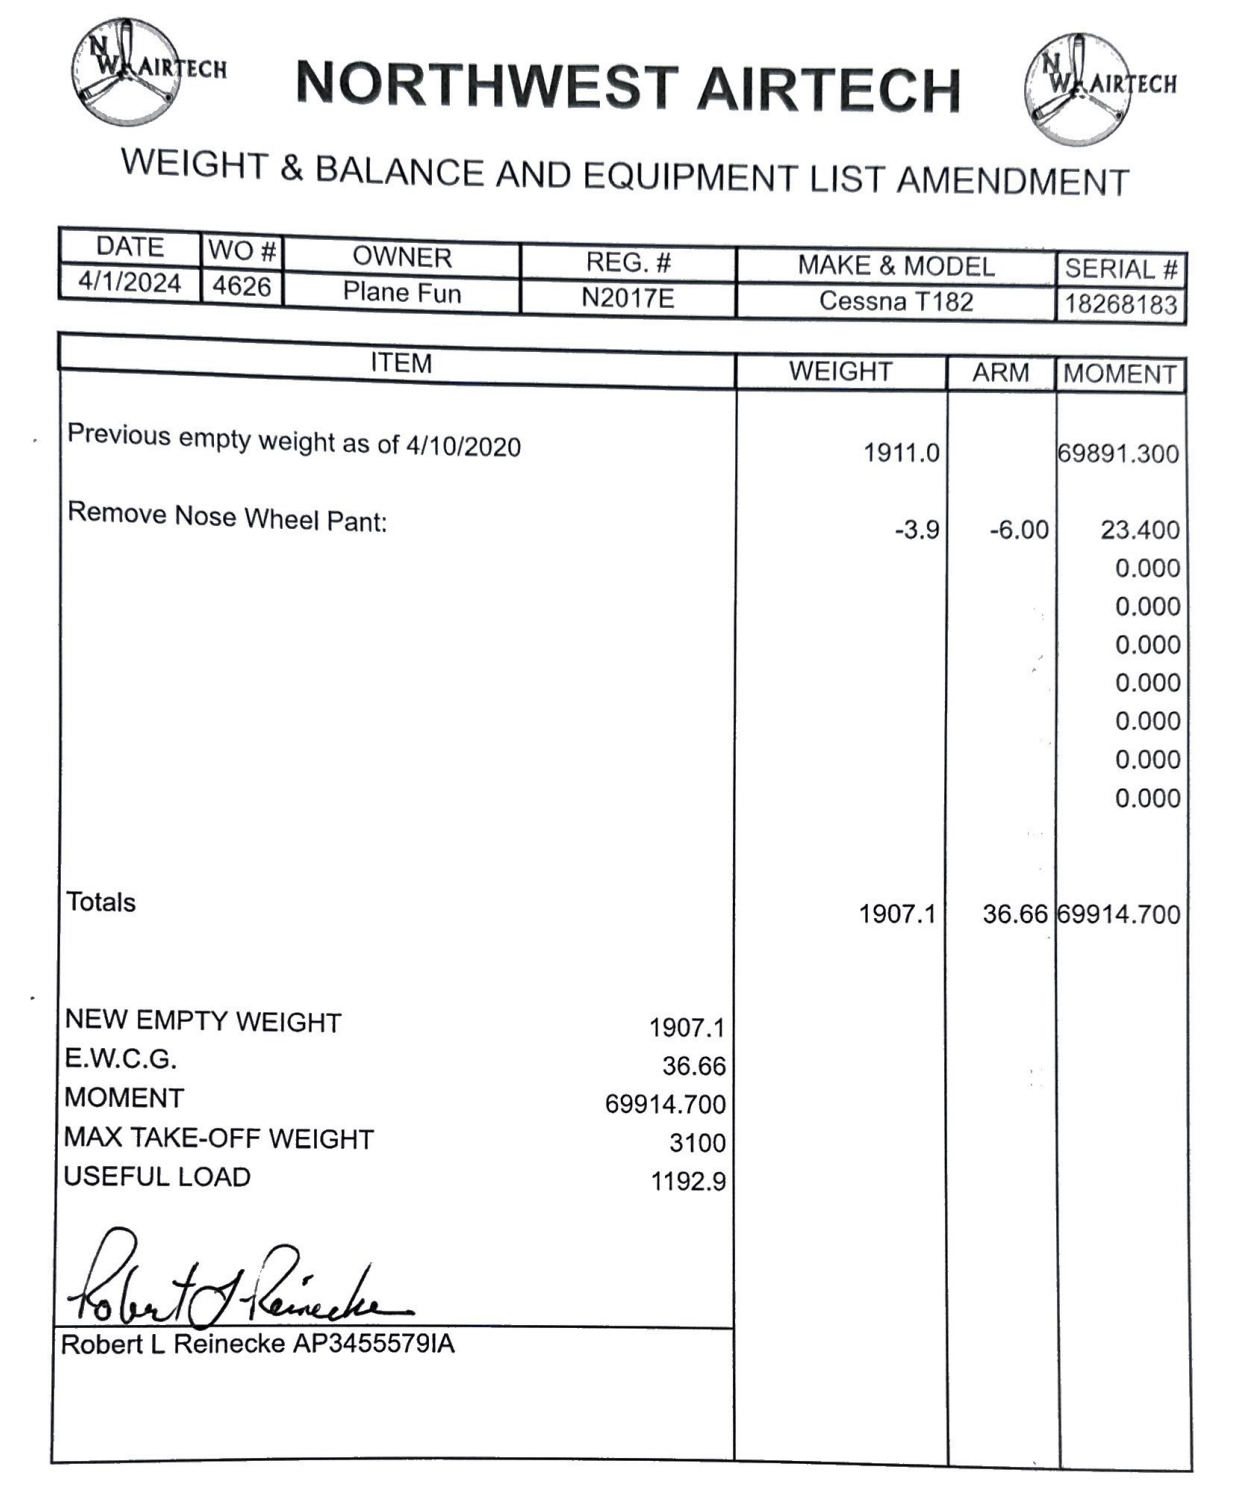 NW AIRTECH
NORTHWEST AIRTECH
NW AIRTECH
WEIGHT & BALANCE AND EQUIPMENT LIST AMENDMENT
DATE WO # OWNER REG. # MAKE & MODEL SERIAL #
4/1/2024 4626 Plane Fun N2017E Cessna T182 18268183
ITEM WEIGHT ARM MOMENT
Previous empty weight as of 4/10/2020 1911.0 69891.300
Remove Nose Wheel Pant: -3.9 -6.00 23.400
0.000
0.000
0.000
0.000
0.000
0.000
0.000
Totals 1907.1 36.66 69914.700
NEW EMPTY WEIGHT 1907.1
E.W.C.G. 36.66
MOMENT 69914.700
MAX TAKE-OFF WEIGHT 3100
USEFUL LOAD 1192.9
Robert L Reinecke
Robert L Reinecke AP3455579IA